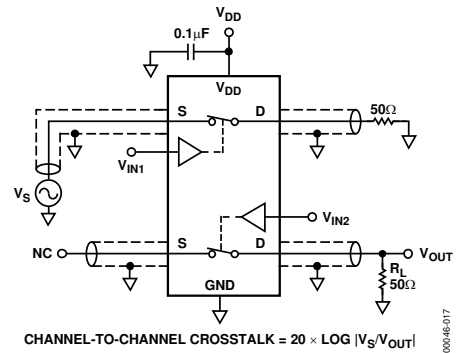 VDD
0.1μF
VDD
S
D
50Ω
VIN1
VS
VIN2
S
D
NC
VOUT
RL
50Ω
GND
CHANNEL-TO-CHANNEL CROSSTALK = 20 × LOG |VS/VOUT|
00046-017